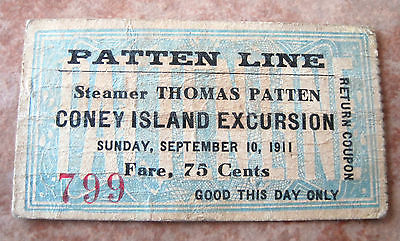 PATTEN LINE
Steamer THOMAS PATTEN
CONEY ISLAND EXCURSION
SUNDAY, SEPTEMBER 10, 1911
Fare, 75 Cents
799
GOOD THIS DAY ONLY
RETURN COUPON
PATTEN